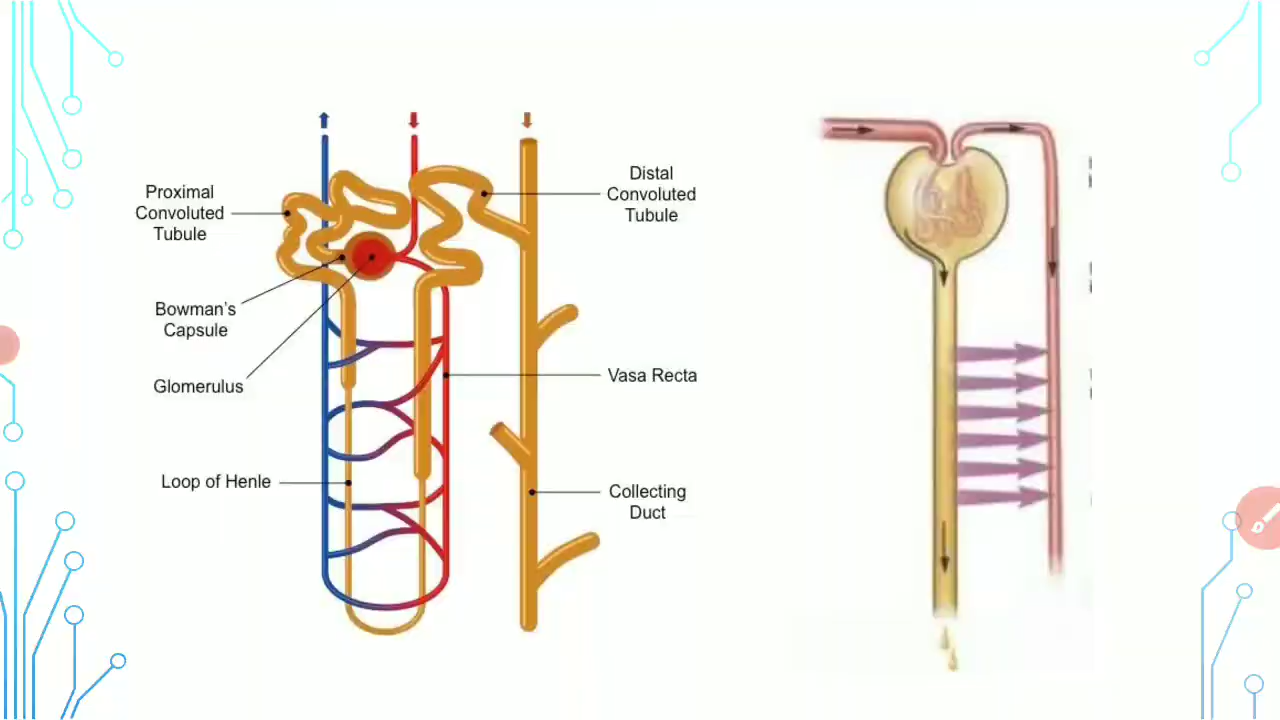 Proximal
Convoluted
Tubule
Bowman's
Capsule
Glomerulus
Loop of Henle
Distal
Convoluted
Tubule
Vasa Recta
Collecting
Duct